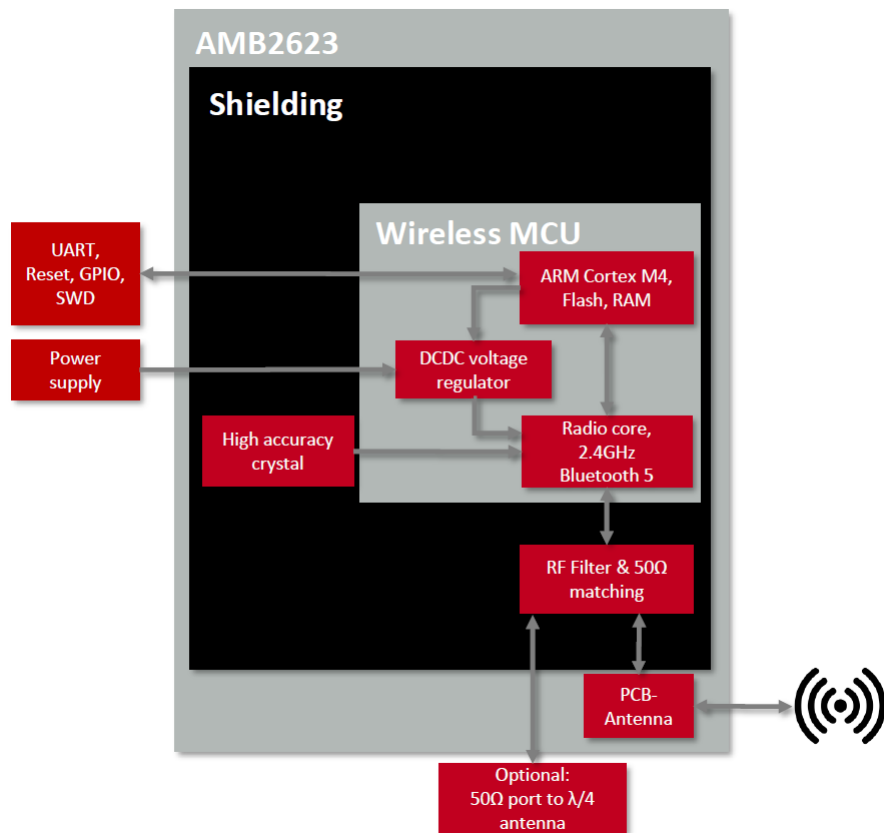 AMB2623
Shielding
Wireless MCU
UART,
Reset, GPIO,
SWD
ARM Cortex M4,
Flash, RAM
Power
supply
DCDC voltage
regulator
High accuracy
crystal
Radio core,
2.4GHz
Bluetooth 5
RF Filter & 50Ω
matching
PCB-
Antenna
Optional:
50Ω port to λ/4
antenna